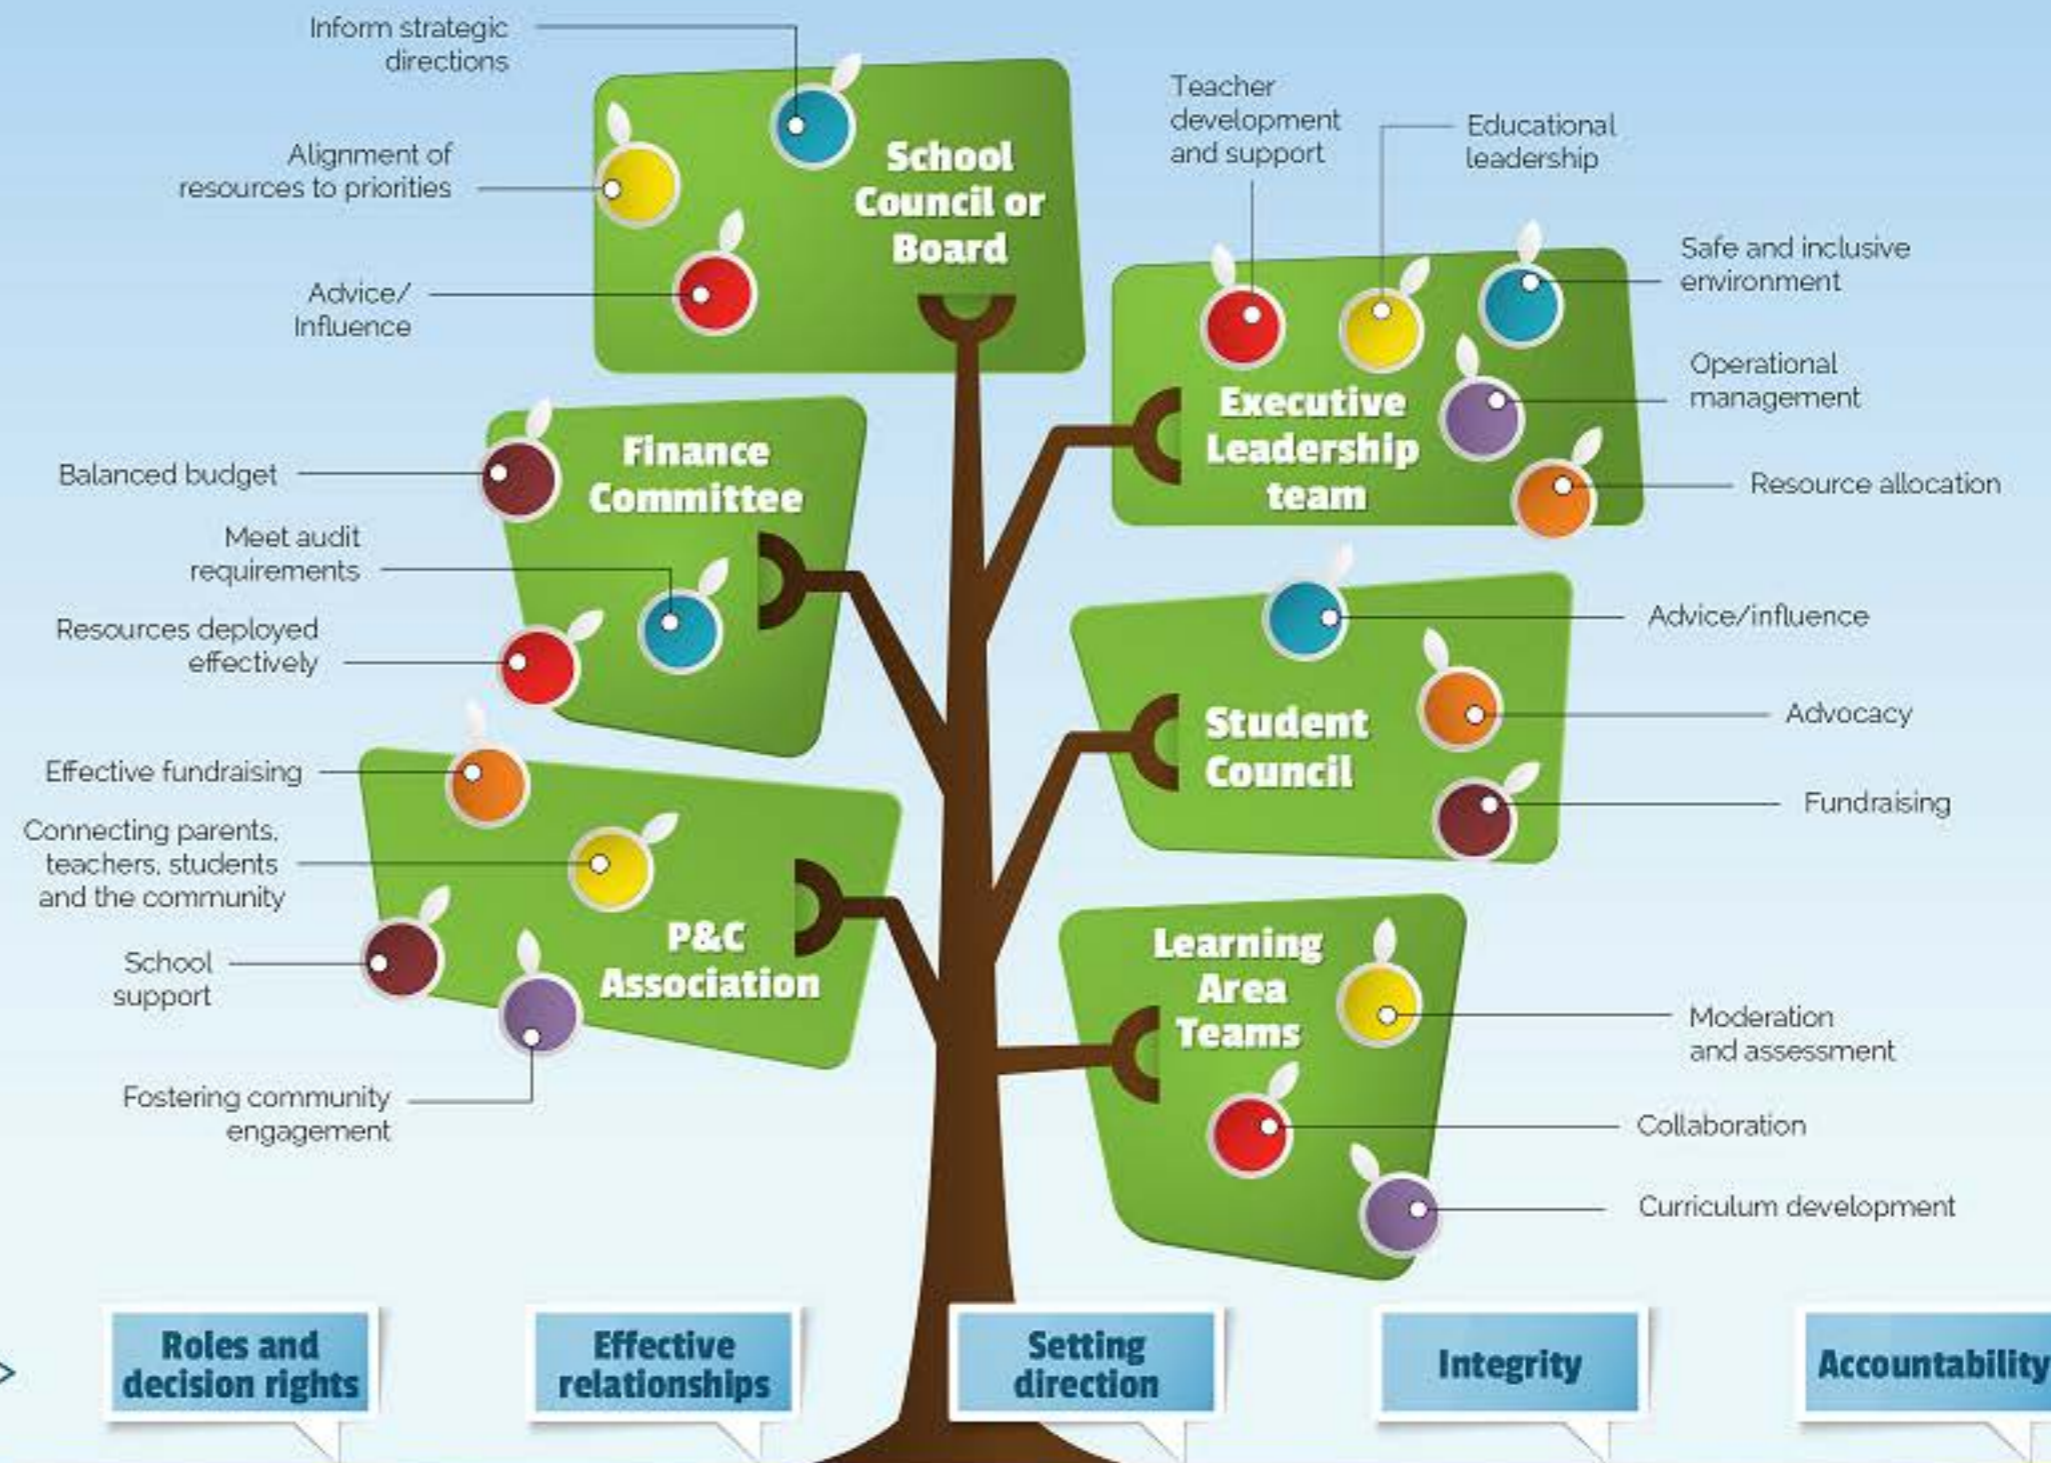 Inform strategic
directions
Alignment of
resources to priorities
Advice/
Influence
School
Council or
Board
Teacher
development
and support
Educational
leadership
Safe and inclusive
environment
Operational
management
Resource allocation
Executive
Leadership
team
Finance
Committee
Balanced budget
Meet audit
requirements
Resources deployed
effectively
Advice/influence
Advocacy
Fundraising
Student
Council
Effective fundraising
Connecting parents,
teachers, students
and the community
School
support
Fostering community
engagement
P&C
Association
Learning
Area
Teams
Moderation
and assessment
Collaboration
Curriculum development
Roles and
decision rights
Effective
relationships
Setting
direction
Integrity
Accountability